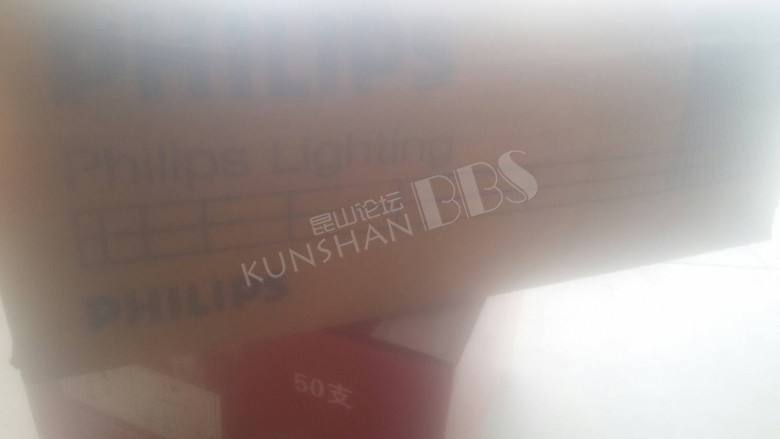 PHILIPS
Philips Lighting
昆山论坛 BBS
KUNSHAN
PHILIPS
50支